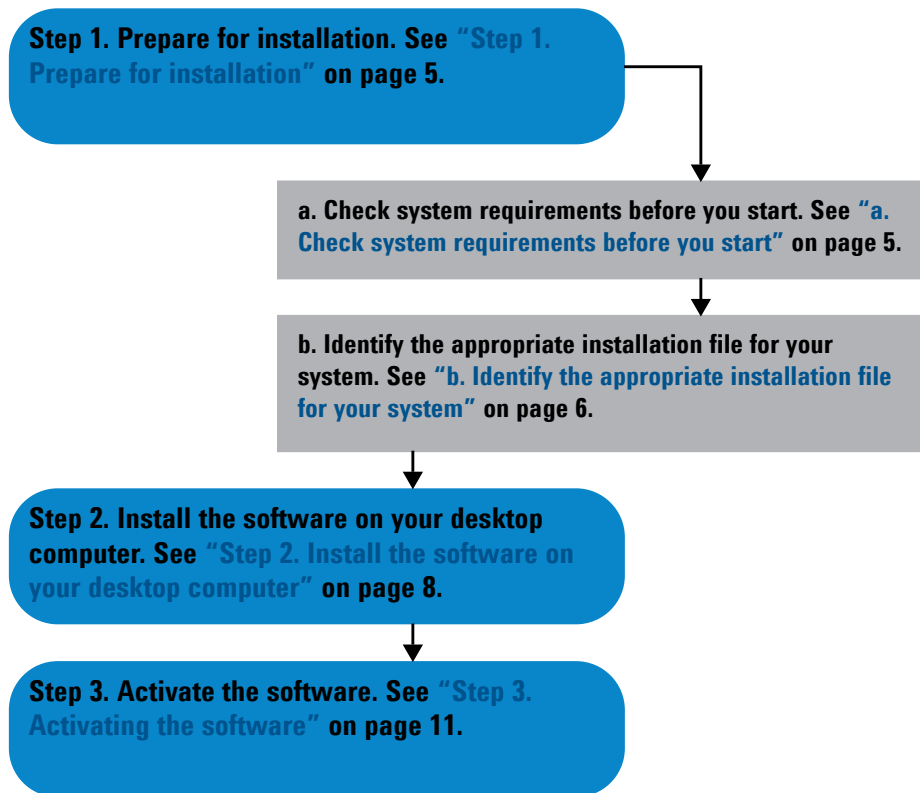 Step 1. Prepare for installation. See “Step 1.
Prepare for installation” on page 5.
a. Check system requirements before you start. See “a.
Check system requirements before you start” on page 5.
b. Identify the appropriate installation file for your
system. See “b. Identify the appropriate installation file
for your system” on page 6.
Step 2. Install the software on your desktop
computer. See “Step 2. Install the software on
your desktop computer” on page 8.
Step 3. Activate the software. See “Step 3.
Activating the software” on page 11.